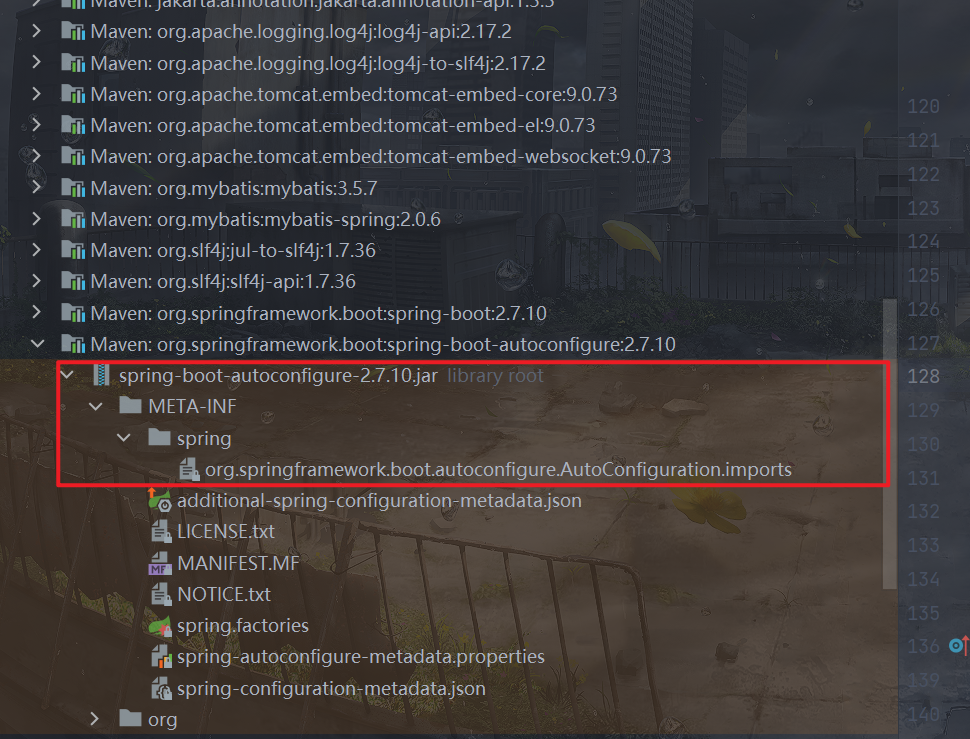 Maven: jakarta.annotation:jakarta.annotation-api:1.3.5
Maven: org.apache.logging.log4j:log4j-api:2.17.2
Maven: org.apache.logging.log4j:log4j-to-slf4j:2.17.2
Maven: org.apache.tomcat.embed:tomcat-embed-core:9.0.73
120
Maven: org.apache.tomcat.embed:tomcat-embed-el:9.0.73
121
Maven: org.apache.tomcat.embed:tomcat-embed-websocket:9.0.73
122
Maven: org.mybatis:mybatis:3.5.7
123
Maven: org.mybatis:mybatis-spring:2.0.6
124
Maven: org.slf4j:jul-to-slf4j:1.7.36
125
Maven: org.slf4j:slf4j-api:1.7.36
126
Maven: org.springframework.boot:spring-boot:2.7.10
127
Maven: org.springframework.boot:spring-boot-autoconfigure:2.7.10
128
spring-boot-autoconfigure-2.7.10.jar library root
129
META-INF
130
spring
131
org.springframework.boot.autoconfigure.AutoConfiguration.imports
132
additional-spring-configuration-metadata.json
133
LICENSE.txt
134
MF MANIFEST.MF
135
NOTICE.txt
136
spring.factories
139
spring-autoconfigure-metadata.properties
140
spring-configuration-metadata.json
org